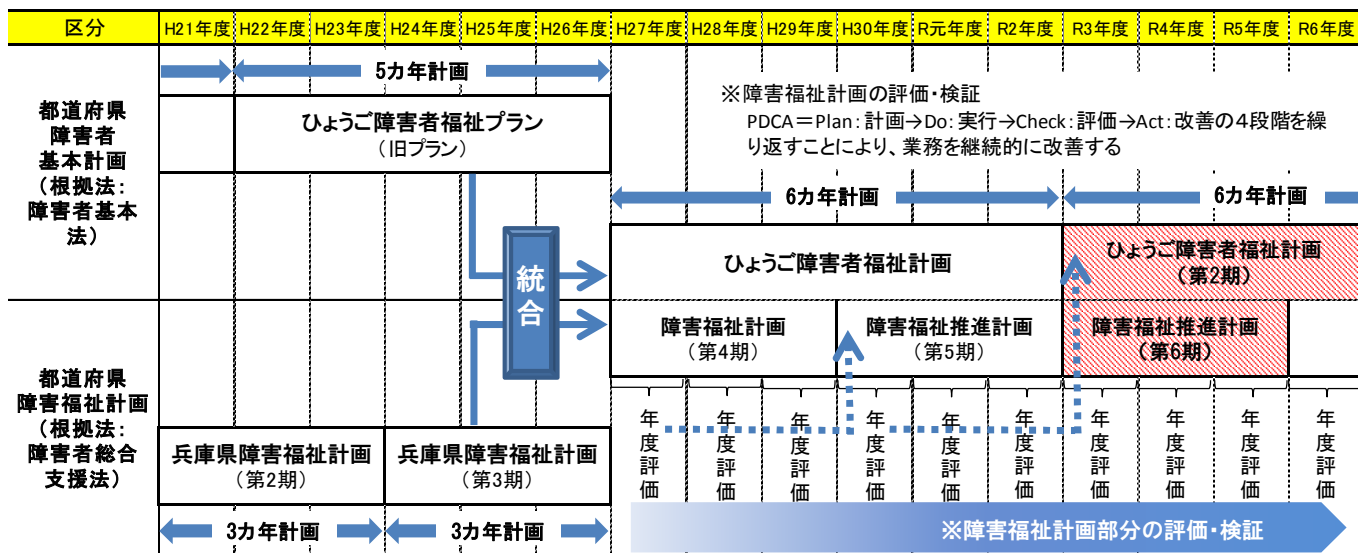 区分 H21年度 H22年度 H23年度 H24年度 H25年度 H26年度 H27年度 H28年度 H29年度 H30年度 R元年度 R2年度 R3年度 R4年度 R5年度 R6年度
都道府県
障害者
基本計画
(根拠法:
障害者基本
法)
5カ年計画
ひょうご障害者福祉プラン
(旧プラン)
※障害福祉計画の評価・検証
PDCA=Plan:計画→Do:実行→Check:評価→Act:改善の4段階を繰
り返すことにより、業務を継続的に改善する
6カ年計画
6カ年計画
統合
ひょうご障害者福祉計画
ひょうご障害者福祉計画
(第2期)
障害福祉計画
(第4期)
障害福祉推進計画
(第5期)
障害福祉推進計画
(第6期)
都道府県
障害福祉計画
(根拠法:
障害者総合
支援法)
兵庫県障害福祉計画
(第2期)
兵庫県障害福祉計画
(第3期)
3カ年計画
3カ年計画
年度評価
年度評価
年度評価
年度評価
年度評価
年度評価
年度評価
年度評価
年度評価
年度評価
※障害福祉計画部分の評価・検証